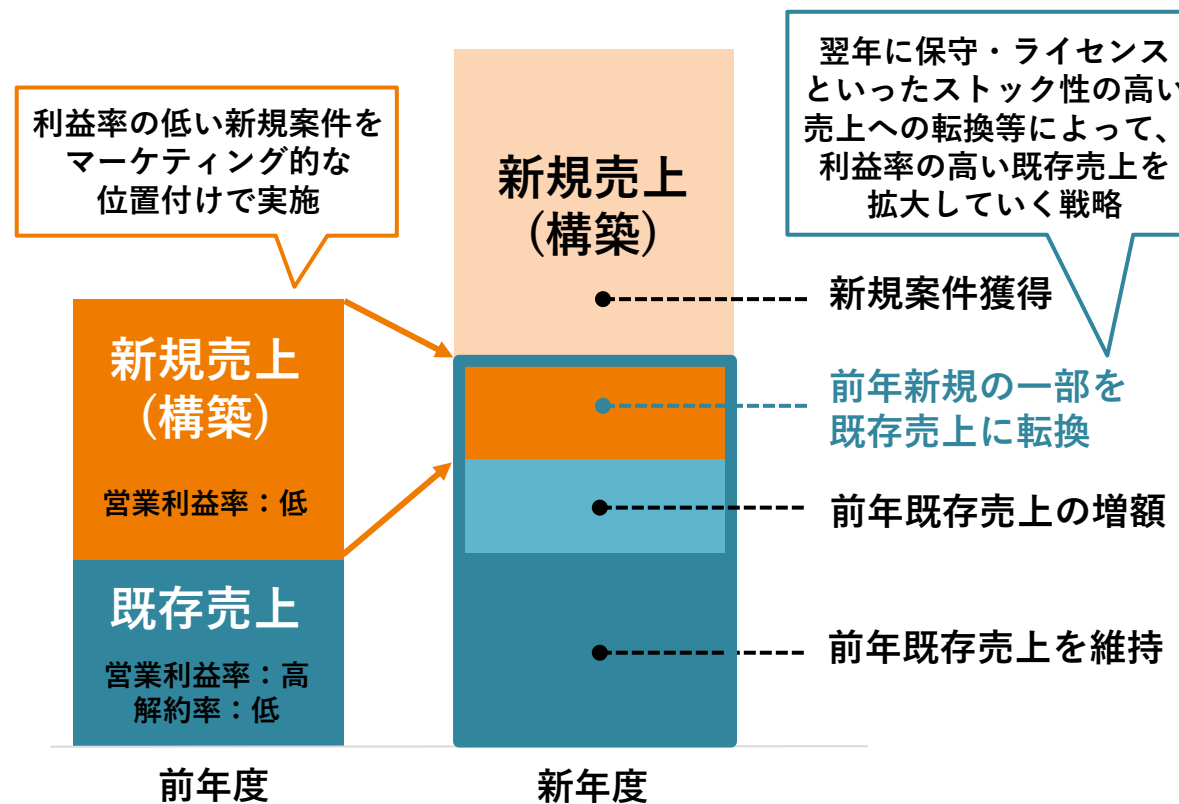 利益率の低い新規案件を
マーケティング的な
位置付けで実施
翌年に保守・ライセンス
といったストック性の高い
売上への転換等によって、
利益率の高い既存売上を
拡大していく戦略
新規売上
(構築)
営業利益率：低
既存売上
営業利益率：高
解約率：低
新規売上
(構築)
新規案件獲得
前年新規の一部を
既存売上に転換
前年既存売上の増額
前年既存売上を維持
前年度
新年度